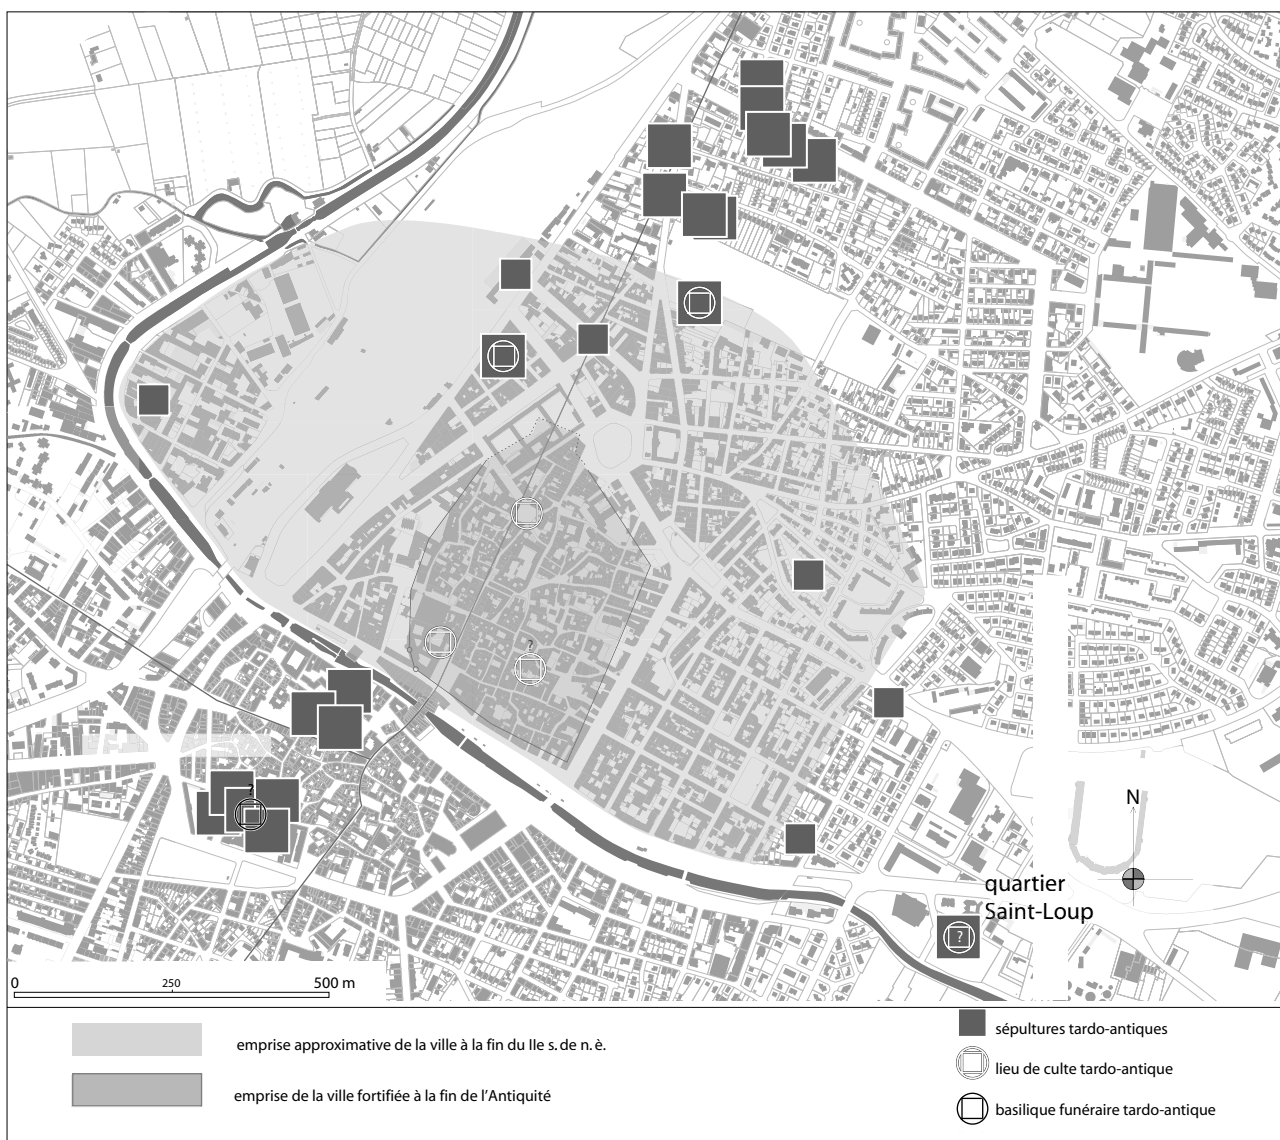 ?
?
N
quartier
Saint-Loup
?
0
250
500 m
emprise approximative de la ville à la fin du IIe s. de n. è.
emprise de la ville fortifiée à la fin de l'Antiquité
sépultures tardo-antiques
lieu de culte tardo-antique
basilique funéraire tardo-antique